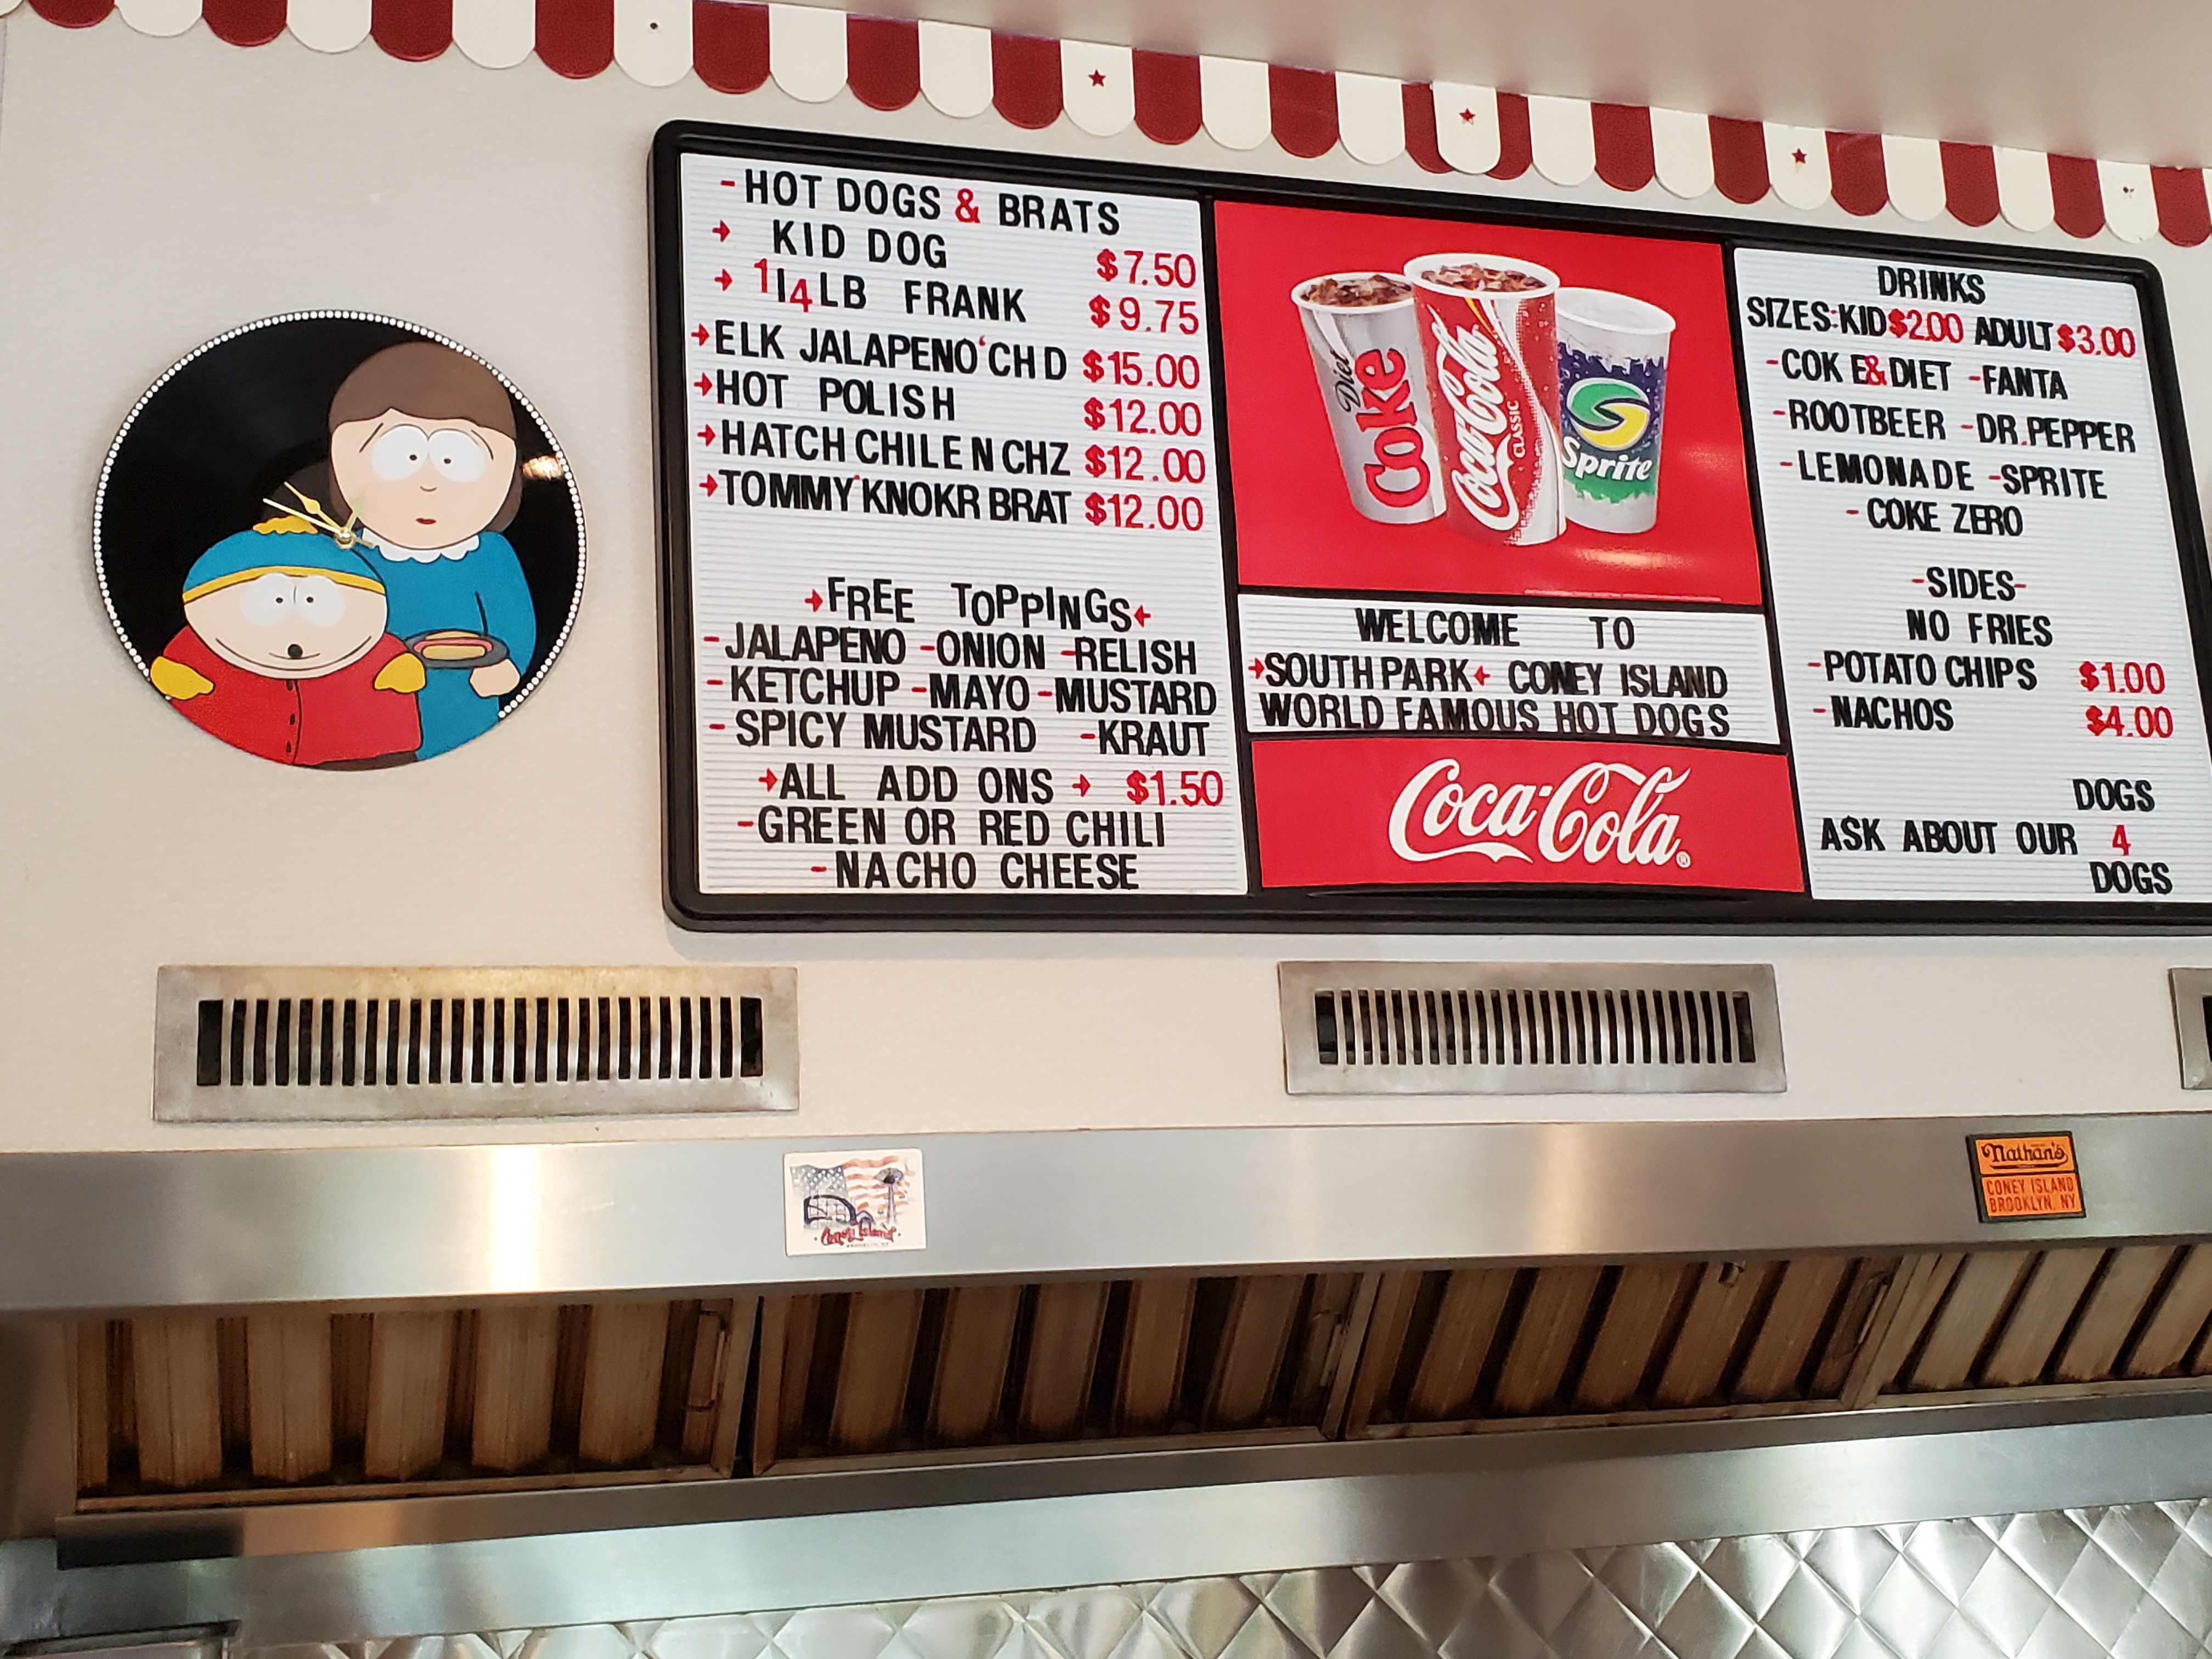 -HOT DOGS & BRATS
→ KID DOG $7.50
→ 1/4LB FRANK $9.75
→ELK JALAPENO'CHD $15.00
→HOT POLISH $12.00
→HATCH CHILE N CHZ $12.00
→TOMMY'KNOKR BRAT $12.00
→FREE TOPPINGS←
-JALAPENO -ONION -RELISH
-KETCHUP -MAYO -MUSTARD
-SPICY MUSTARD -KRAUT
→ALL ADD ONS → $1.50
-GREEN OR RED CHILI
-NACHO CHEESE
Diet Coke
Coca-Cola CLASSIC
Sprite
WELCOME TO
→SOUTH PARK← CONEY ISLAND
WORLD FAMOUS HOT DOGS
Coca-Cola®
DRINKS
SIZES:KID$2.00 ADULT$3.00
-COKE&DIET -FANTA
-ROOTBEER -DR.PEPPER
-LEMONADE -SPRITE
-COKE ZERO
-SIDES-
NO FRIES
-POTATO CHIPS $1.00
-NACHOS $4.00
DOGS
ASK ABOUT OUR 4
DOGS
Coney Island
Nathan's
CONEY ISLAND
BROOKLYN, NY